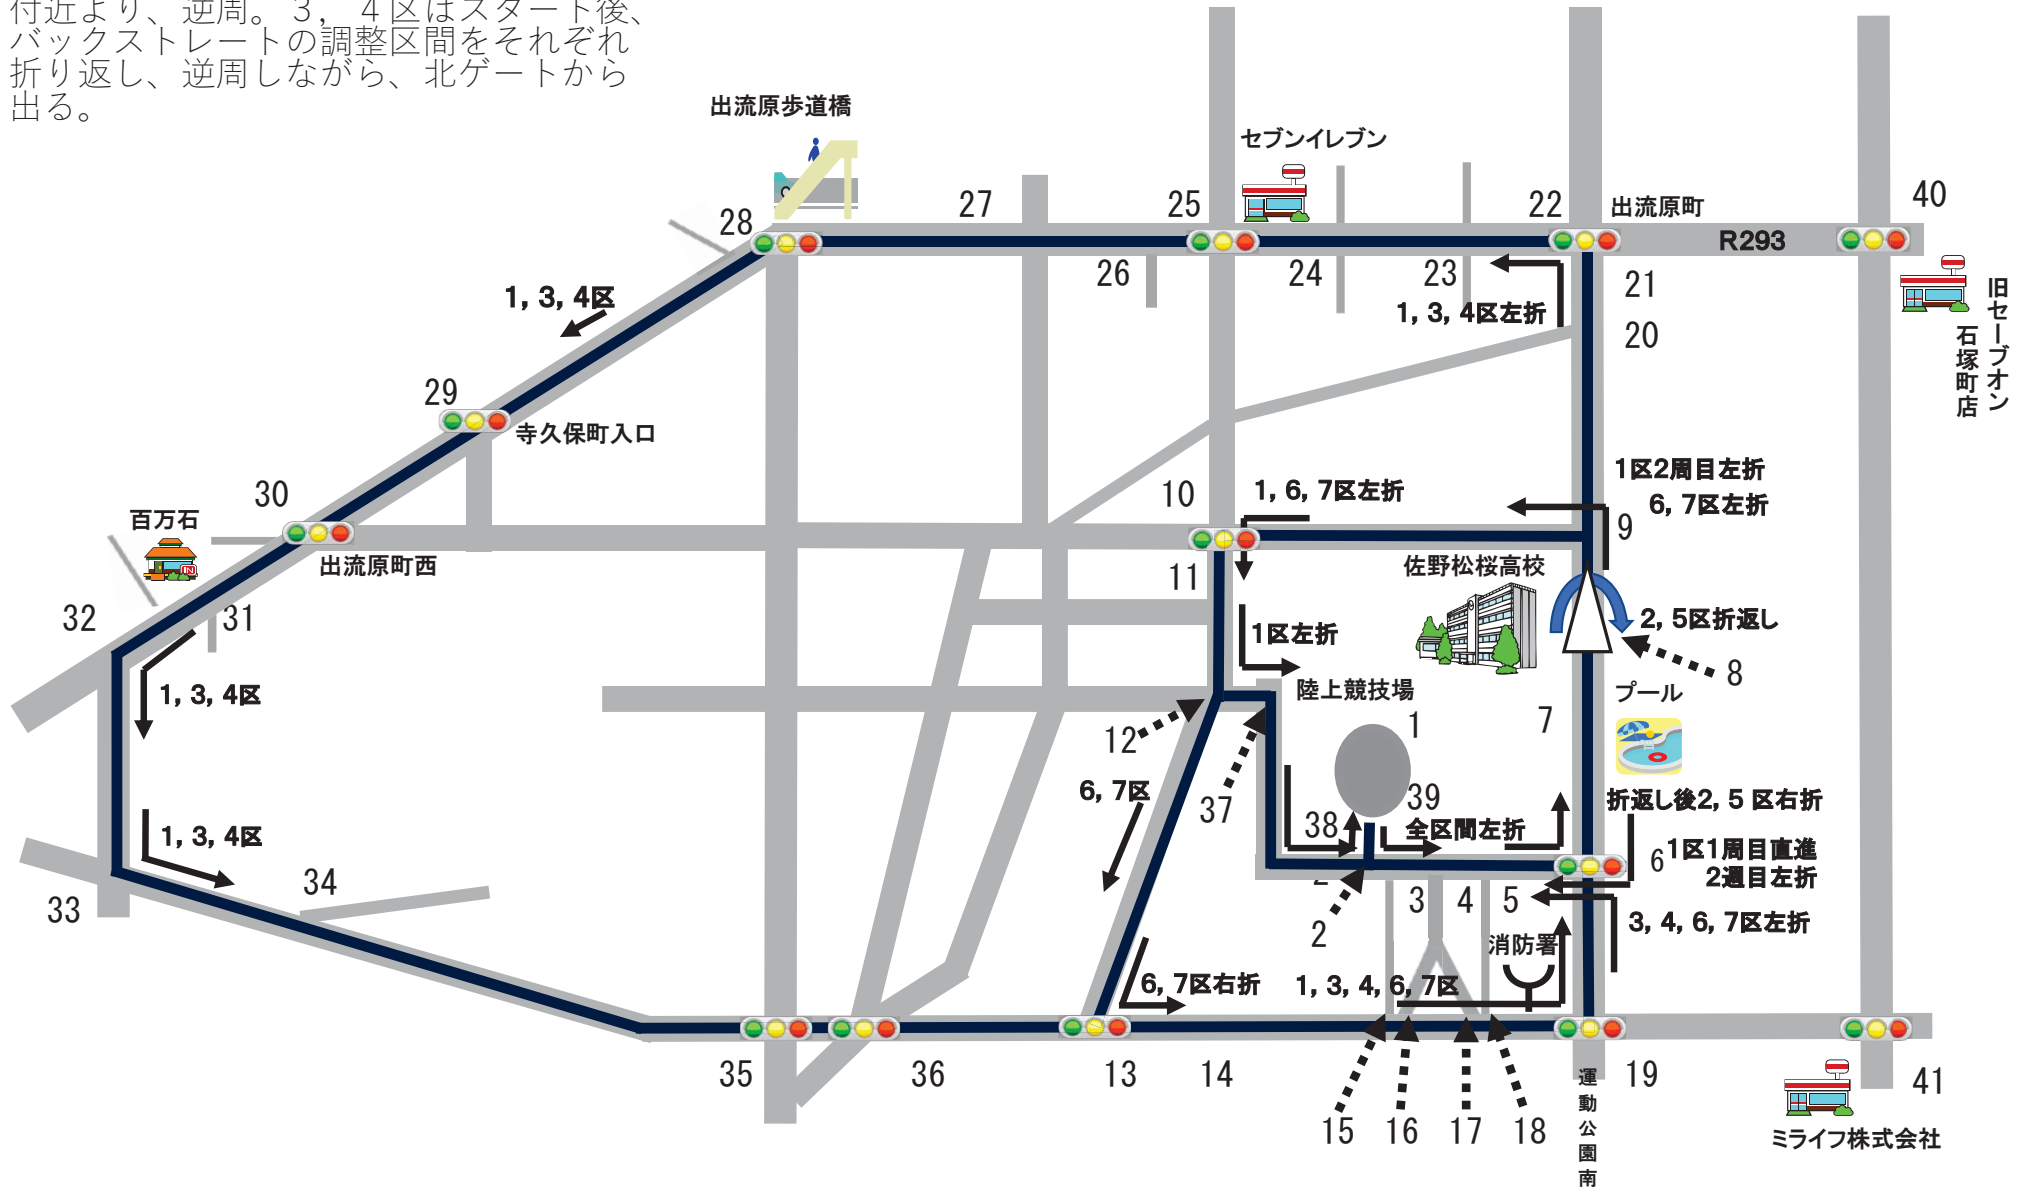 付近より、逆周。３，４区はスタート後、
バックストレートの調整区間をそれぞれ
折り返し、逆周しながら、北ゲートから
出る。
出流原歩道橋
セブンイレブン
28
27
25
22
出流原町
40
R293
26
24
23
21
1, 3, 4区
1, 3, 4区左折
20
旧セーブオン
石塚町店
29
寺久保町入口
30
10
1, 6, 7区左折
1区2周目左折
6, 7区左折
9
百万石
出流原町西
11
佐野松桜高校
32
31
1区左折
2, 5区折返し
8
1, 3, 4区
陸上競技場
プール
1
7
12
6, 7区
37
39
折返し後2, 5 区右折
1, 3, 4区
38
全区間左折
6
1区1周目直進
2週目左折
34
2
3
4
5
33
2
3, 4, 6, 7区左折
消防署
6, 7区右折
1, 3, 4, 6, 7区
35
36
13
14
19
41
15
16
17
18
運動公園南
ミライフ株式会社